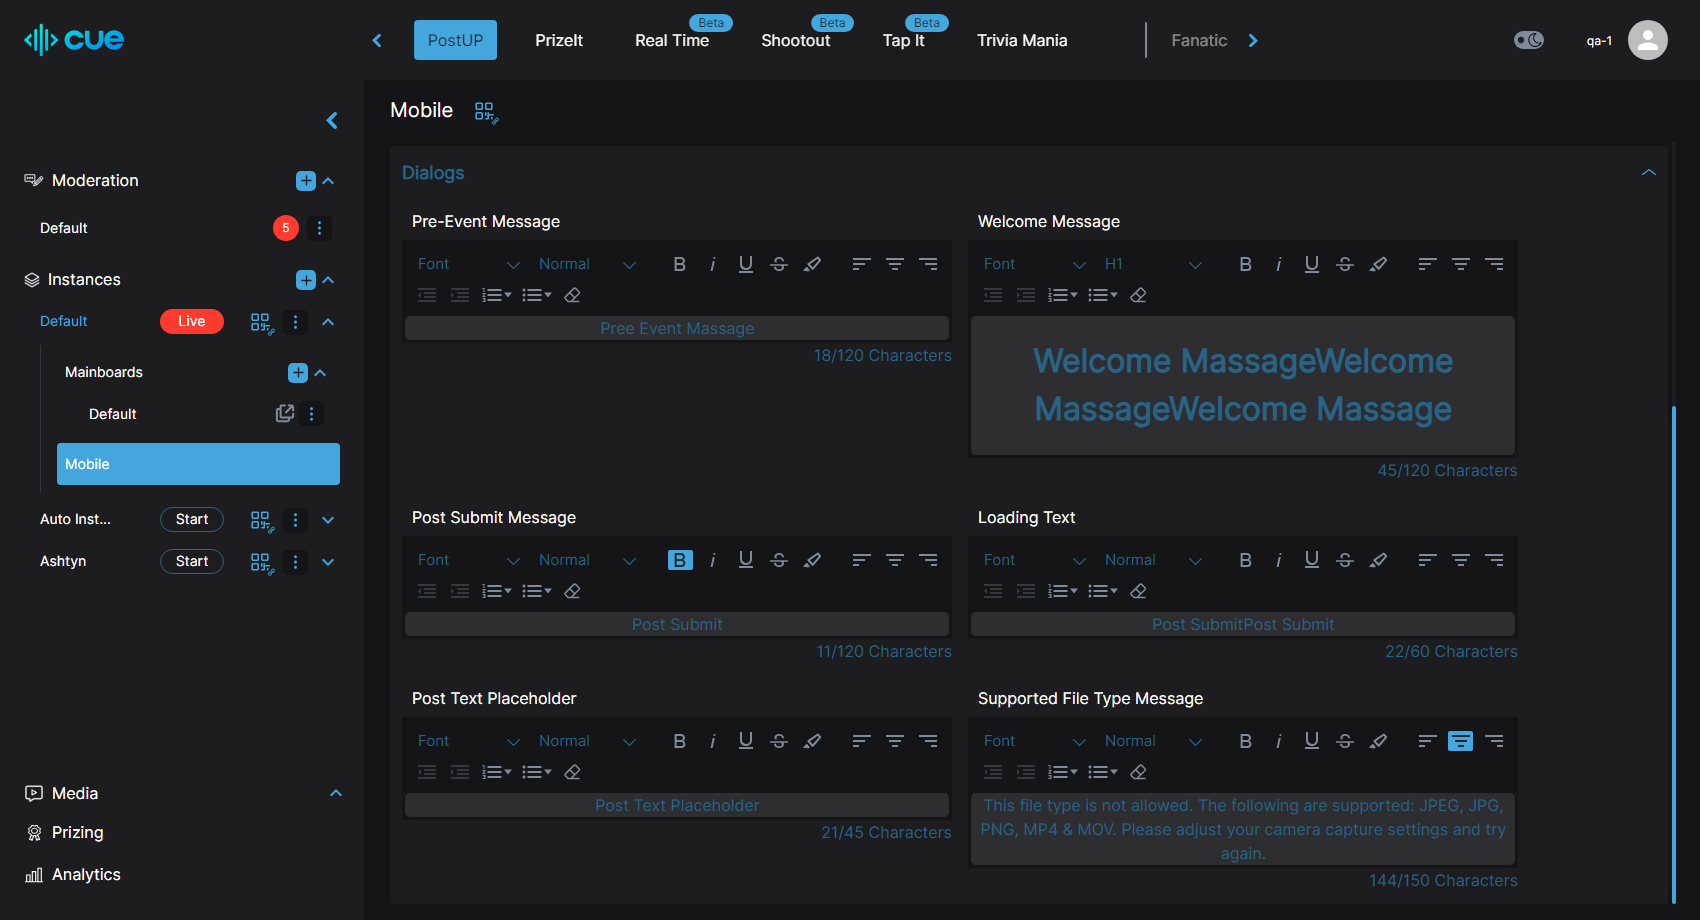 cue
PostUP
PrizeIt
Real Time
Beta
Shootout
Beta
Tap It
Beta
Trivia Mania
Fanatic
qa-1
Moderation
Default
5
Instances
Default
Live
Mainboards
Default
Mobile
Auto Inst...
Start
Ashtyn
Start
Media
Prizing
Analytics
Mobile
Dialogs
Pre-Event Message
Font Normal B i U S
Pree Event Massage
18/120 Characters
Welcome Message
Font H1 B i U S
Welcome MassageWelcome
MassageWelcome Massage
45/120 Characters
Post Submit Message
Font Normal B i U S
Post Submit
11/120 Characters
Loading Text
Font Normal B i U S
Post SubmitPost Submit
22/60 Characters
Post Text Placeholder
Font Normal B i U S
Post Text Placeholder
21/45 Characters
Supported File Type Message
Font Normal B i U S
This file type is not allowed. The following are supported: JPEG, JPG,
PNG, MP4 & MOV. Please adjust your camera capture settings and try
again.
144/150 Characters